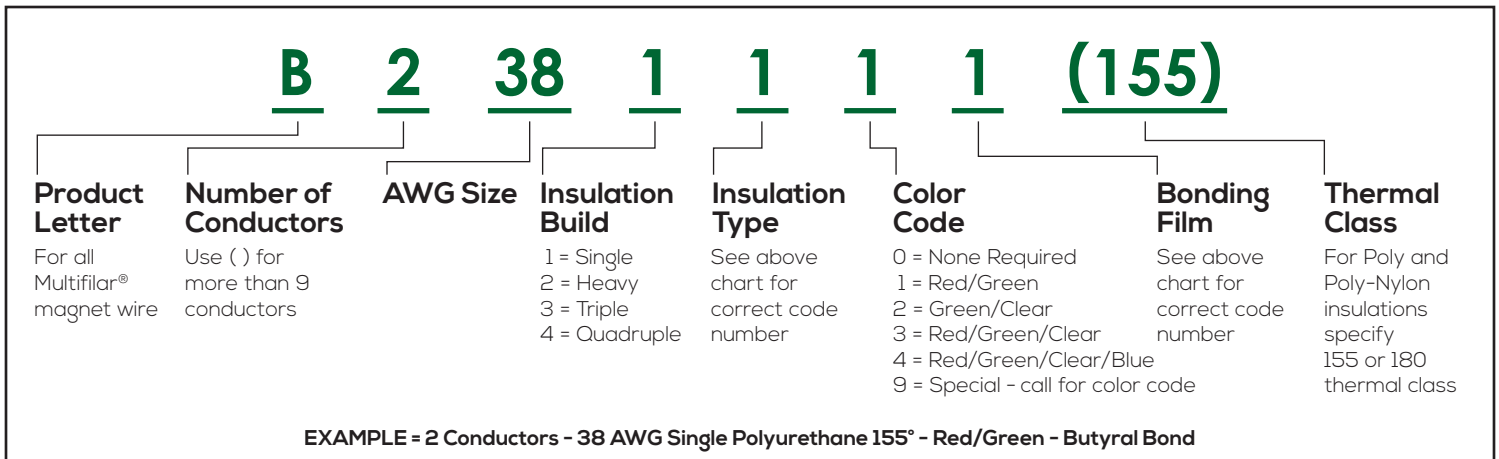 B 2 38 1 1 1 1 (155)
Product
Letter
For all
Multifilar®
magnet wire
Number of
Conductors
Use ( ) for
more than 9
conductors
AWG Size
Insulation
Build
1 = Single
2 = Heavy
3 = Triple
4 = Quadruple
Insulation
Type
See above
chart for
correct code
number
Color
Code
0 = None Required
1 = Red/Green
2 = Green/Clear
3 = Red/Green/Clear
4 = Red/Green/Clear/Blue
9 = Special - call for color code
Bonding
Film
See above
chart for
correct code
number
Thermal
Class
For Poly and
Poly-Nylon
insulations
specify
155 or 180
thermal class
EXAMPLE = 2 Conductors - 38 AWG Single Polyurethane 155° - Red/Green - Butyral Bond